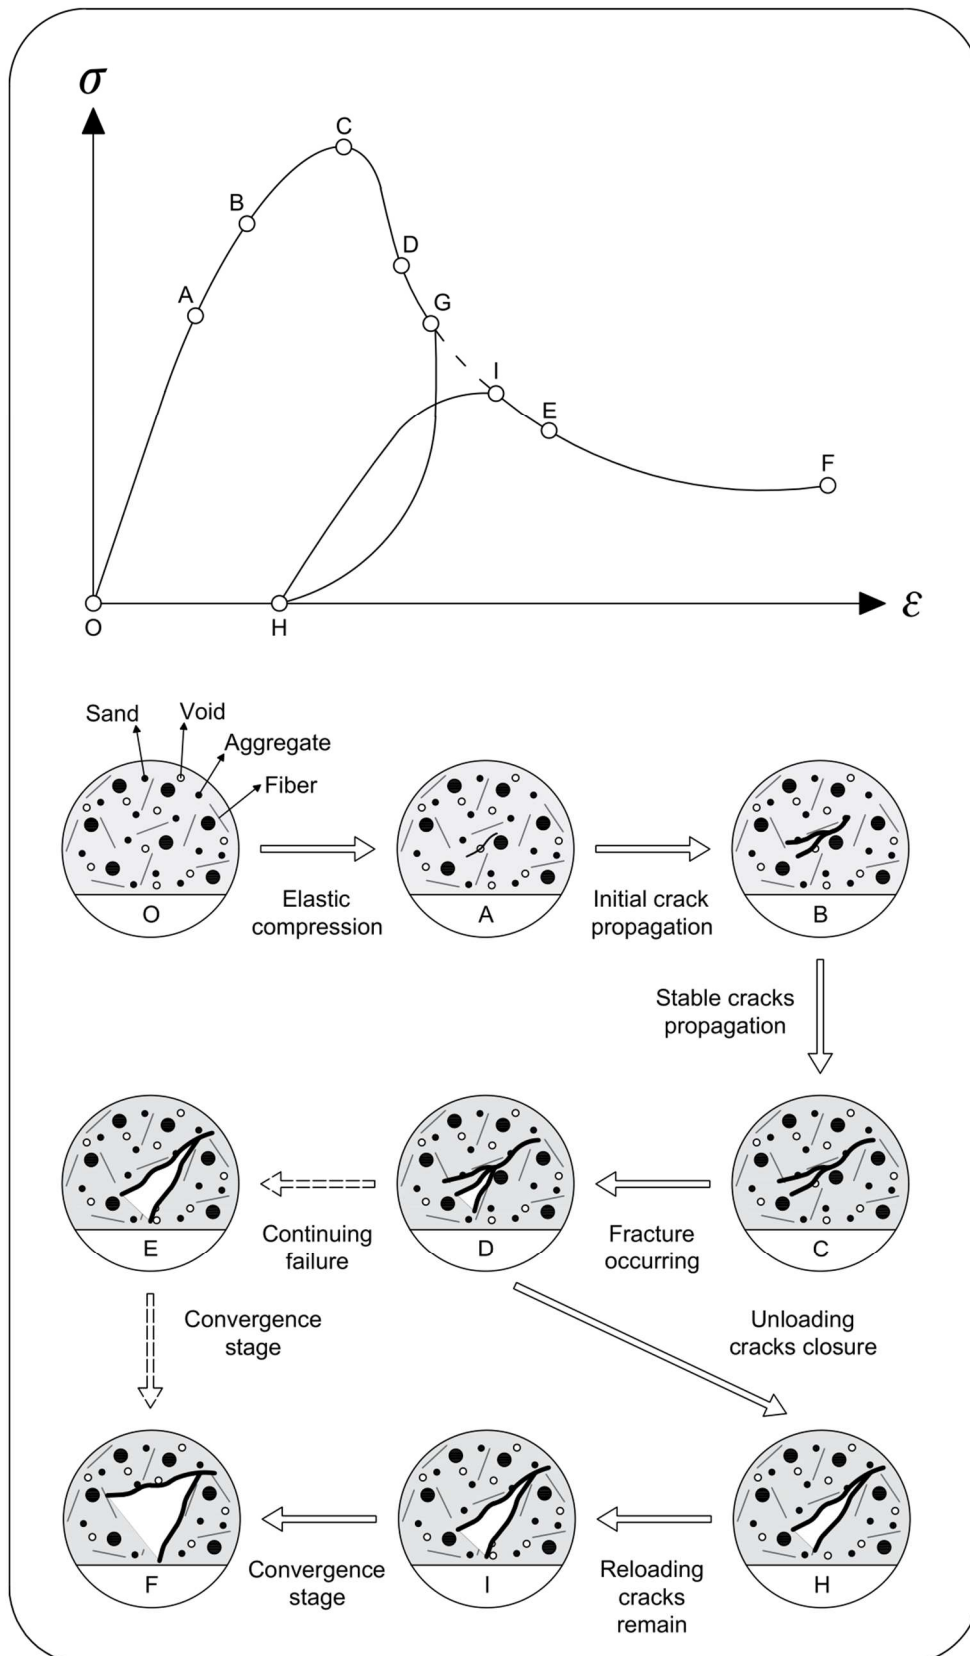 σ
C
B
D
A
G
I
E
F
ε
O
H
Sand
Void
Aggregate
Fiber
O
Elastic
compression
A
Initial crack
propagation
B
Stable cracks
propagation
E
Continuing
failure
D
Fracture
occurring
C
Convergence
stage
Unloading
cracks closure
F
Convergence
stage
I
Reloading
cracks
remain
H